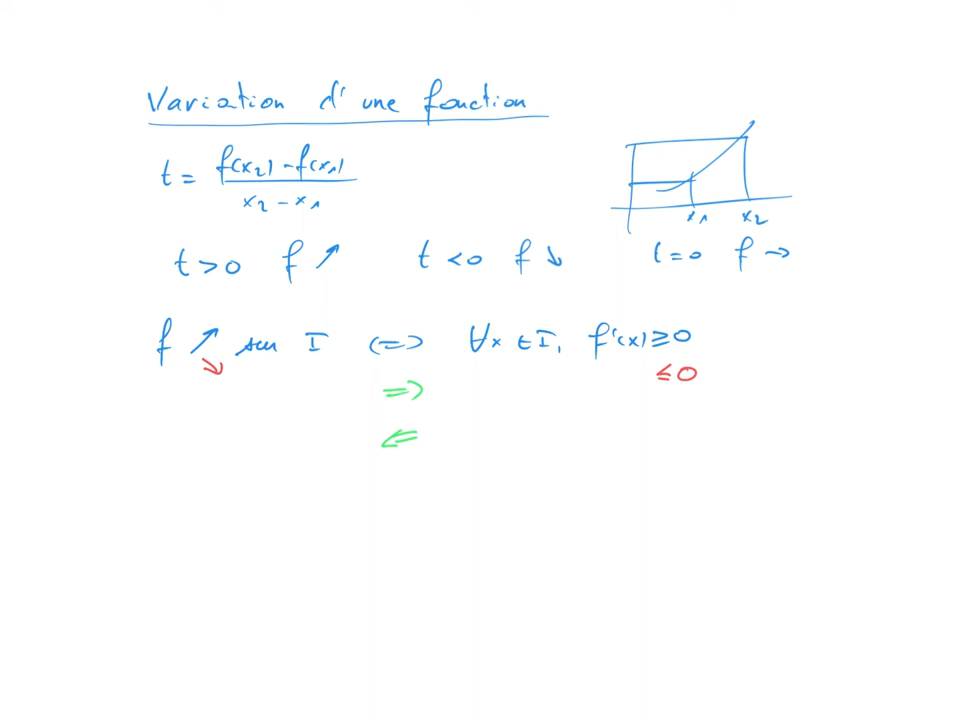 Variation d'une fonction
t = f(x₂) - f(x₁) / x₂ - x₁
x₁ x₂
t > 0 f ↗ t < 0 f ↘ t = 0 f →
f ↗ sur I <=> ∀x ∈ I, f'(x) ≥ 0
↘ ≤ 0
⇒
⇐